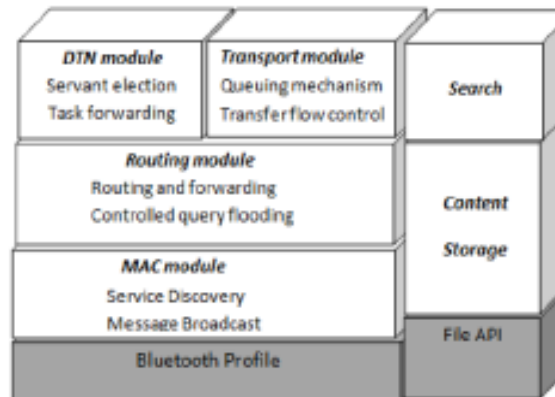 DTN module
Servant election
Task forwarding
Transport module
Queuing mechanism
Transfer flow control
Search
Routing module
Routing and forwarding
Controlled query flooding
Content
Storage
MAC module
Service Discovery
Message Broadcast
File API
Bluetooth Profile